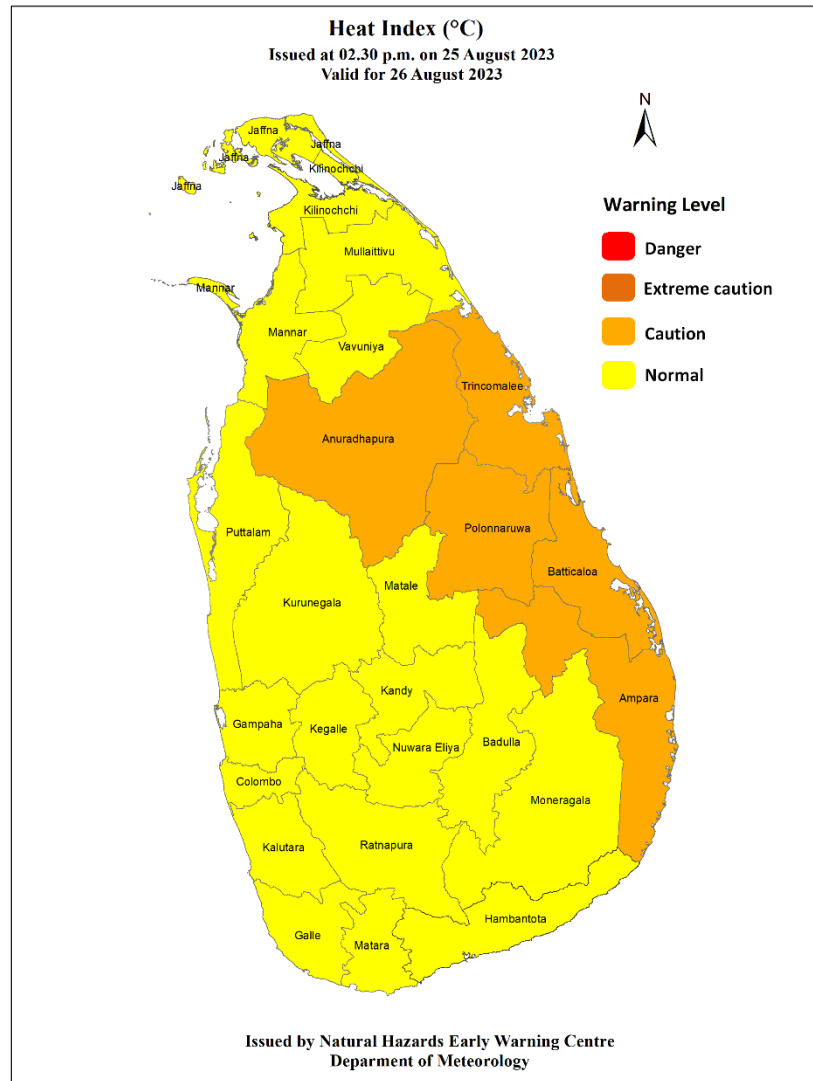 Heat Index (°C)
Issued at 02.30 p.m. on 25 August 2023
Valid for 26 August 2023
N
Warning Level
Danger
Extreme caution
Caution
Normal
Jaffna
Jaffna
Jaffna
Jaffna
Kilinochchi
Kilinochchi
Mullaittivu
Mannar
Mannar
Vavuniya
Trincomalee
Anuradhapura
Puttalam
Polonnaruwa
Batticaloa
Matale
Kurunegala
Kandy
Ampara
Gampaha
Kegalle
Nuwara Eliya
Badulla
Colombo
Moneragala
Kalutara
Ratnapura
Hambantota
Galle
Matara
Issued by Natural Hazards Early Warning Centre
Deparment of Meteorology